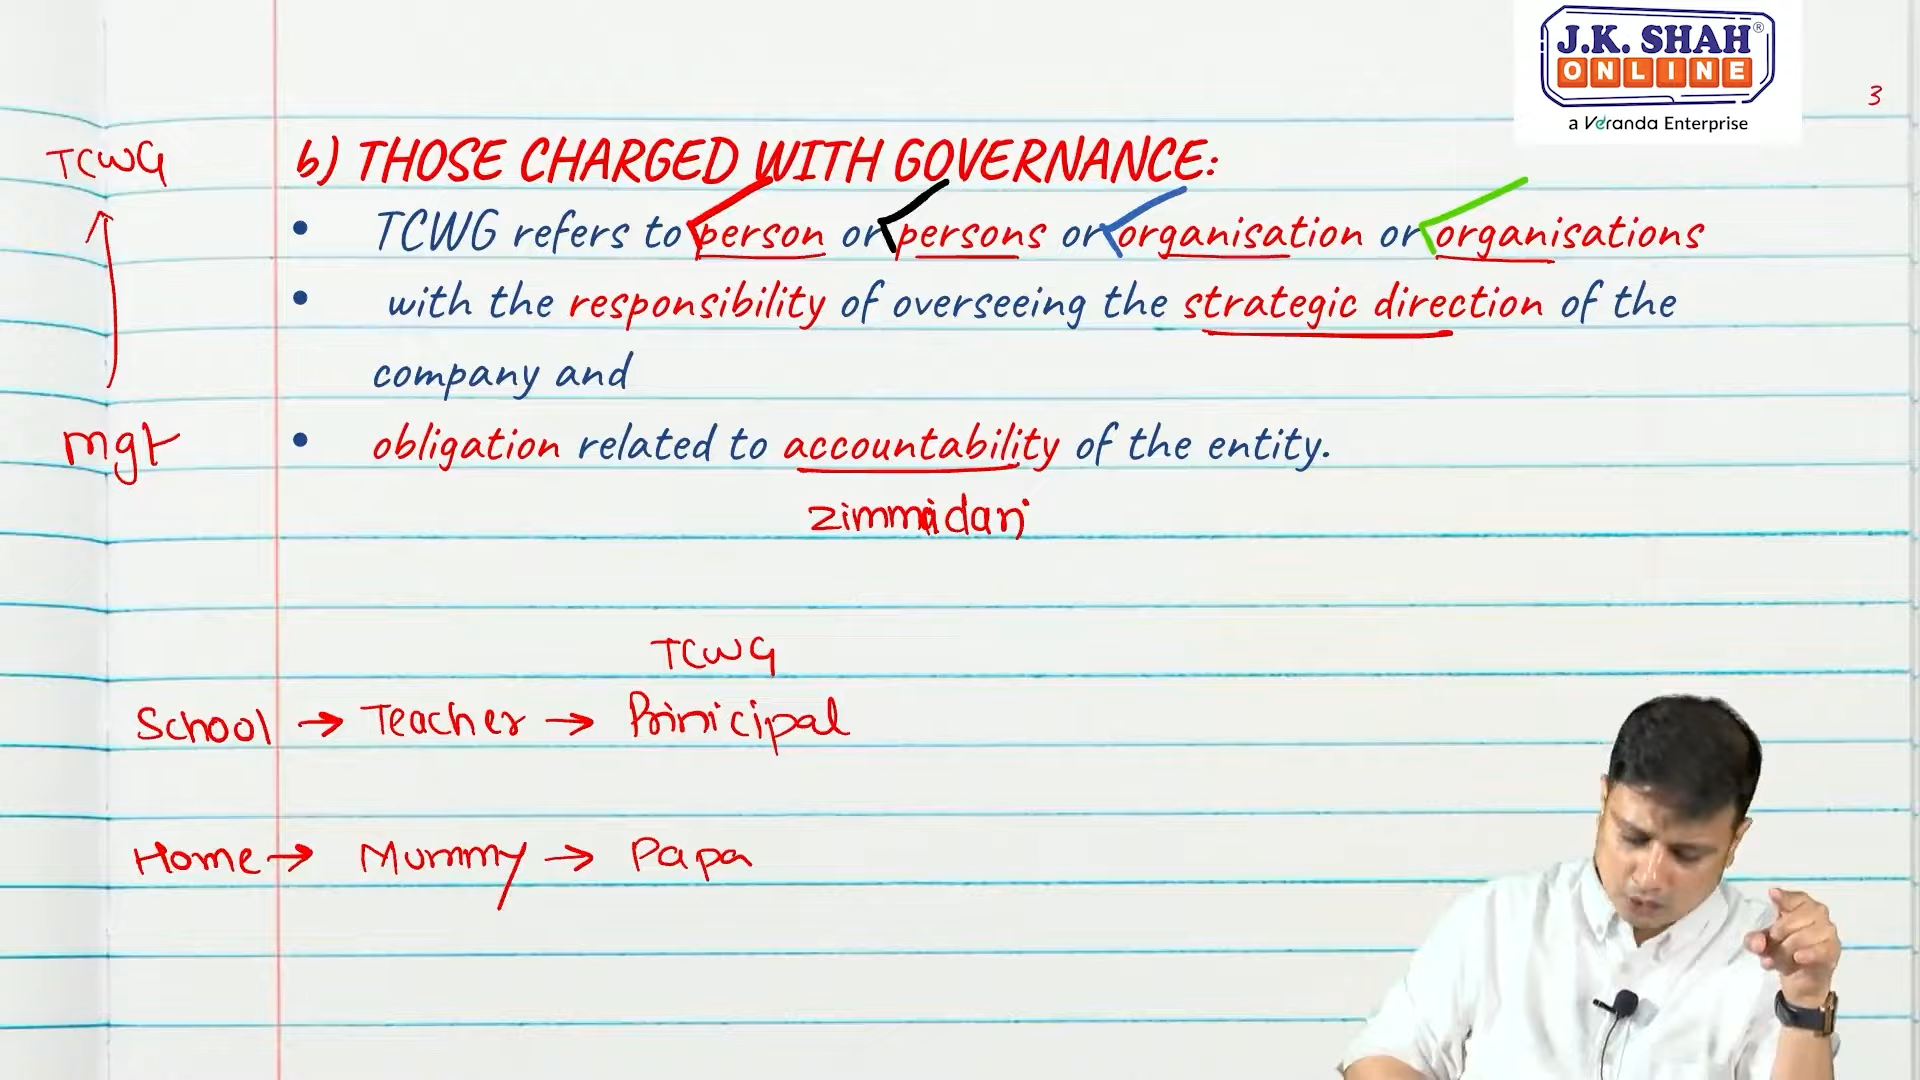 J.K. SHAH®
ONLINE
a Veranda Enterprise
3
TCWG
b) THOSE CHARGED WITH GOVERNANCE:
• TCWG refers to person or persons or organisation or organisations
• with the responsibility of overseeing the strategic direction of the
company and
mgt
• obligation related to accountability of the entity.
zimmidari
TCWG
School → Teacher → Prinicipal
Home → Mummy → Papa